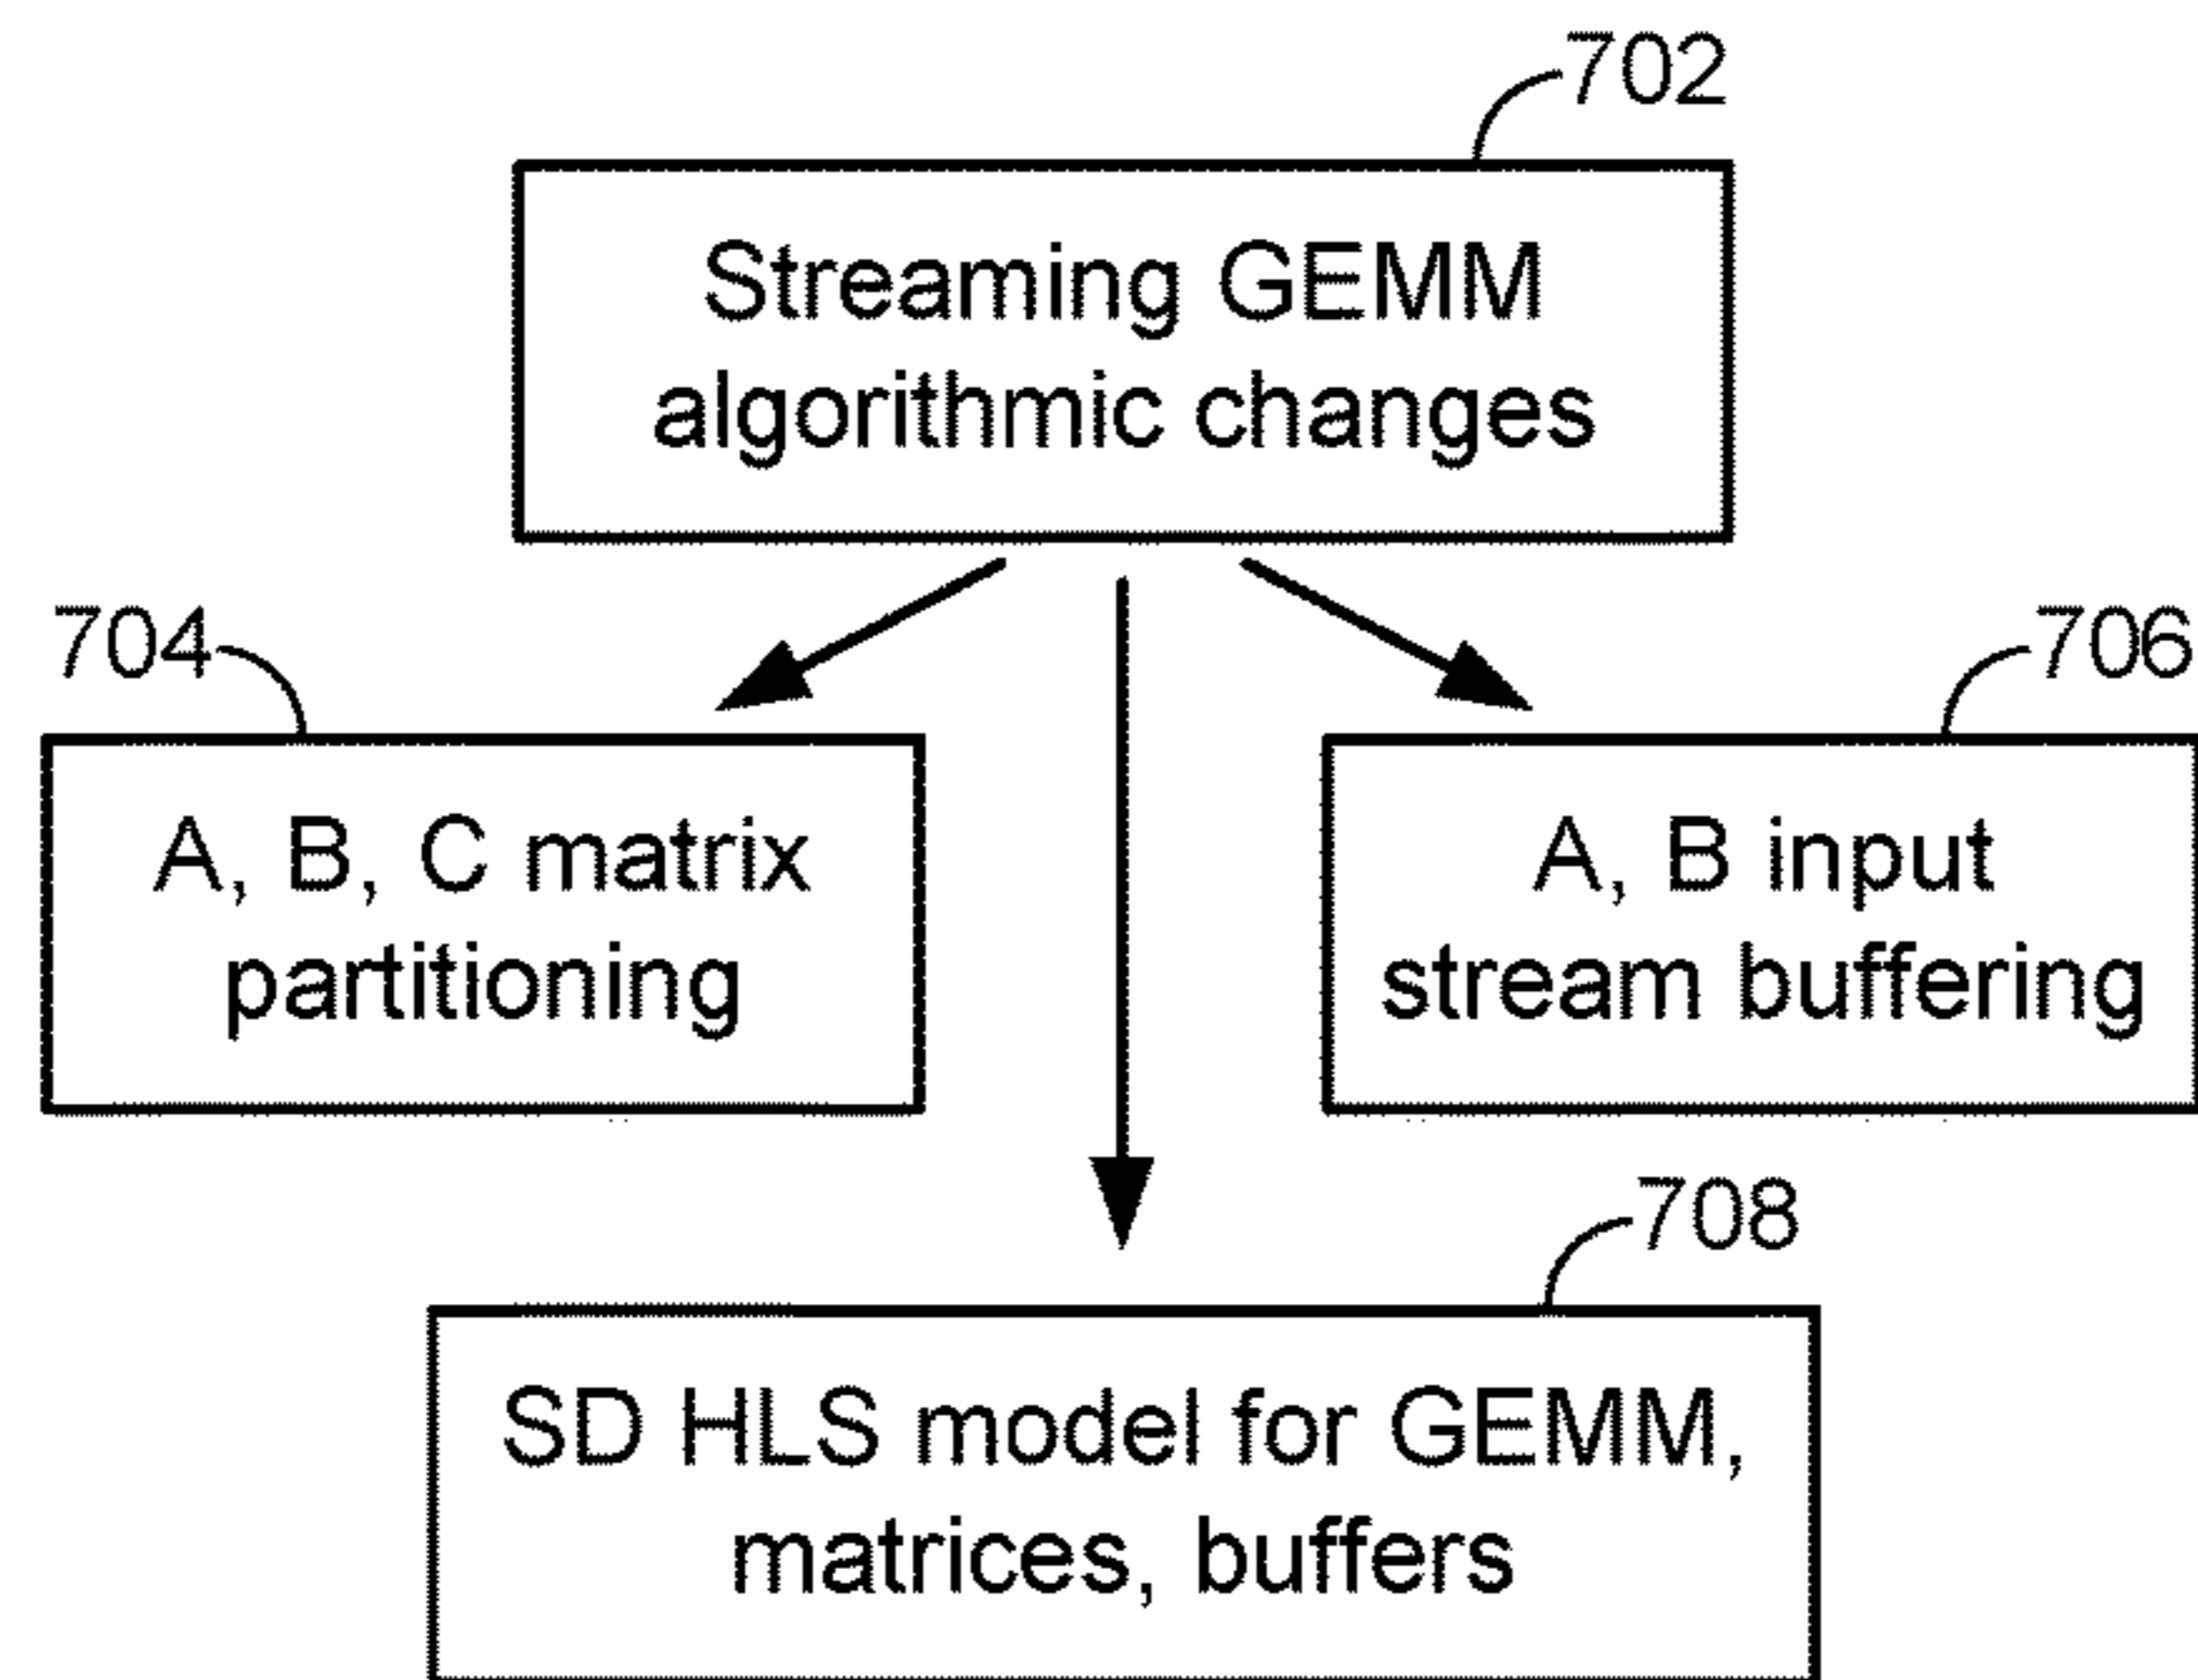 702
Streaming GEMM
algorithmic changes
704
706
A, B, C matrix
partitioning
A, B input
stream buffering
708
SD HLS model for GEMM,
matrices, buffers